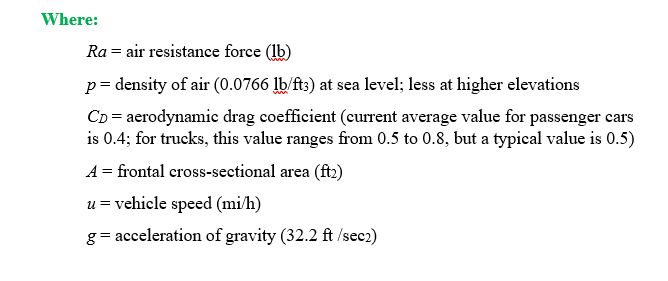 Where:
Ra = air resistance force (lb)
p = density of air (0.0766 lb/ft3) at sea level; less at higher elevations
CD = aerodynamic drag coefficient (current average value for passenger cars
is 0.4; for trucks, this value ranges from 0.5 to 0.8, but a typical value is 0.5)
A = frontal cross-sectional area (ft2)
u = vehicle speed (mi/h)
g = acceleration of gravity (32.2 ft /sec2)